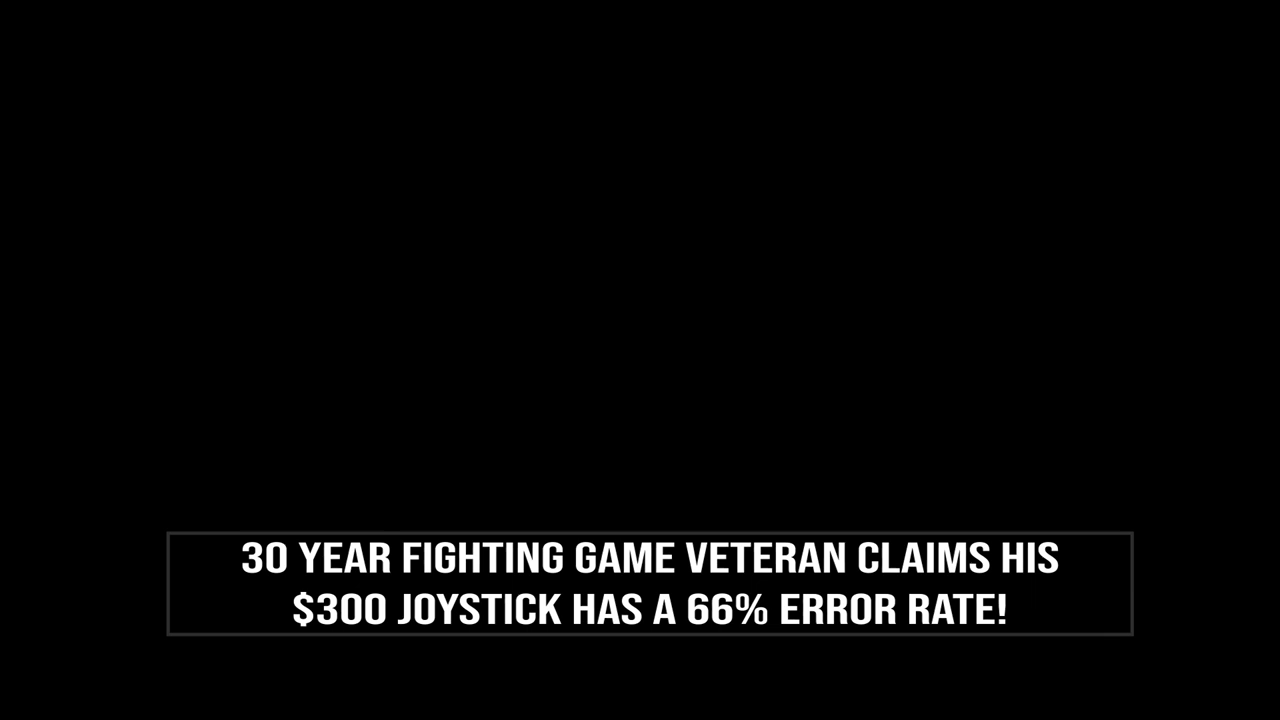 30 YEAR FIGHTING GAME VETERAN CLAIMS HIS
$300 JOYSTICK HAS A 66% ERROR RATE!